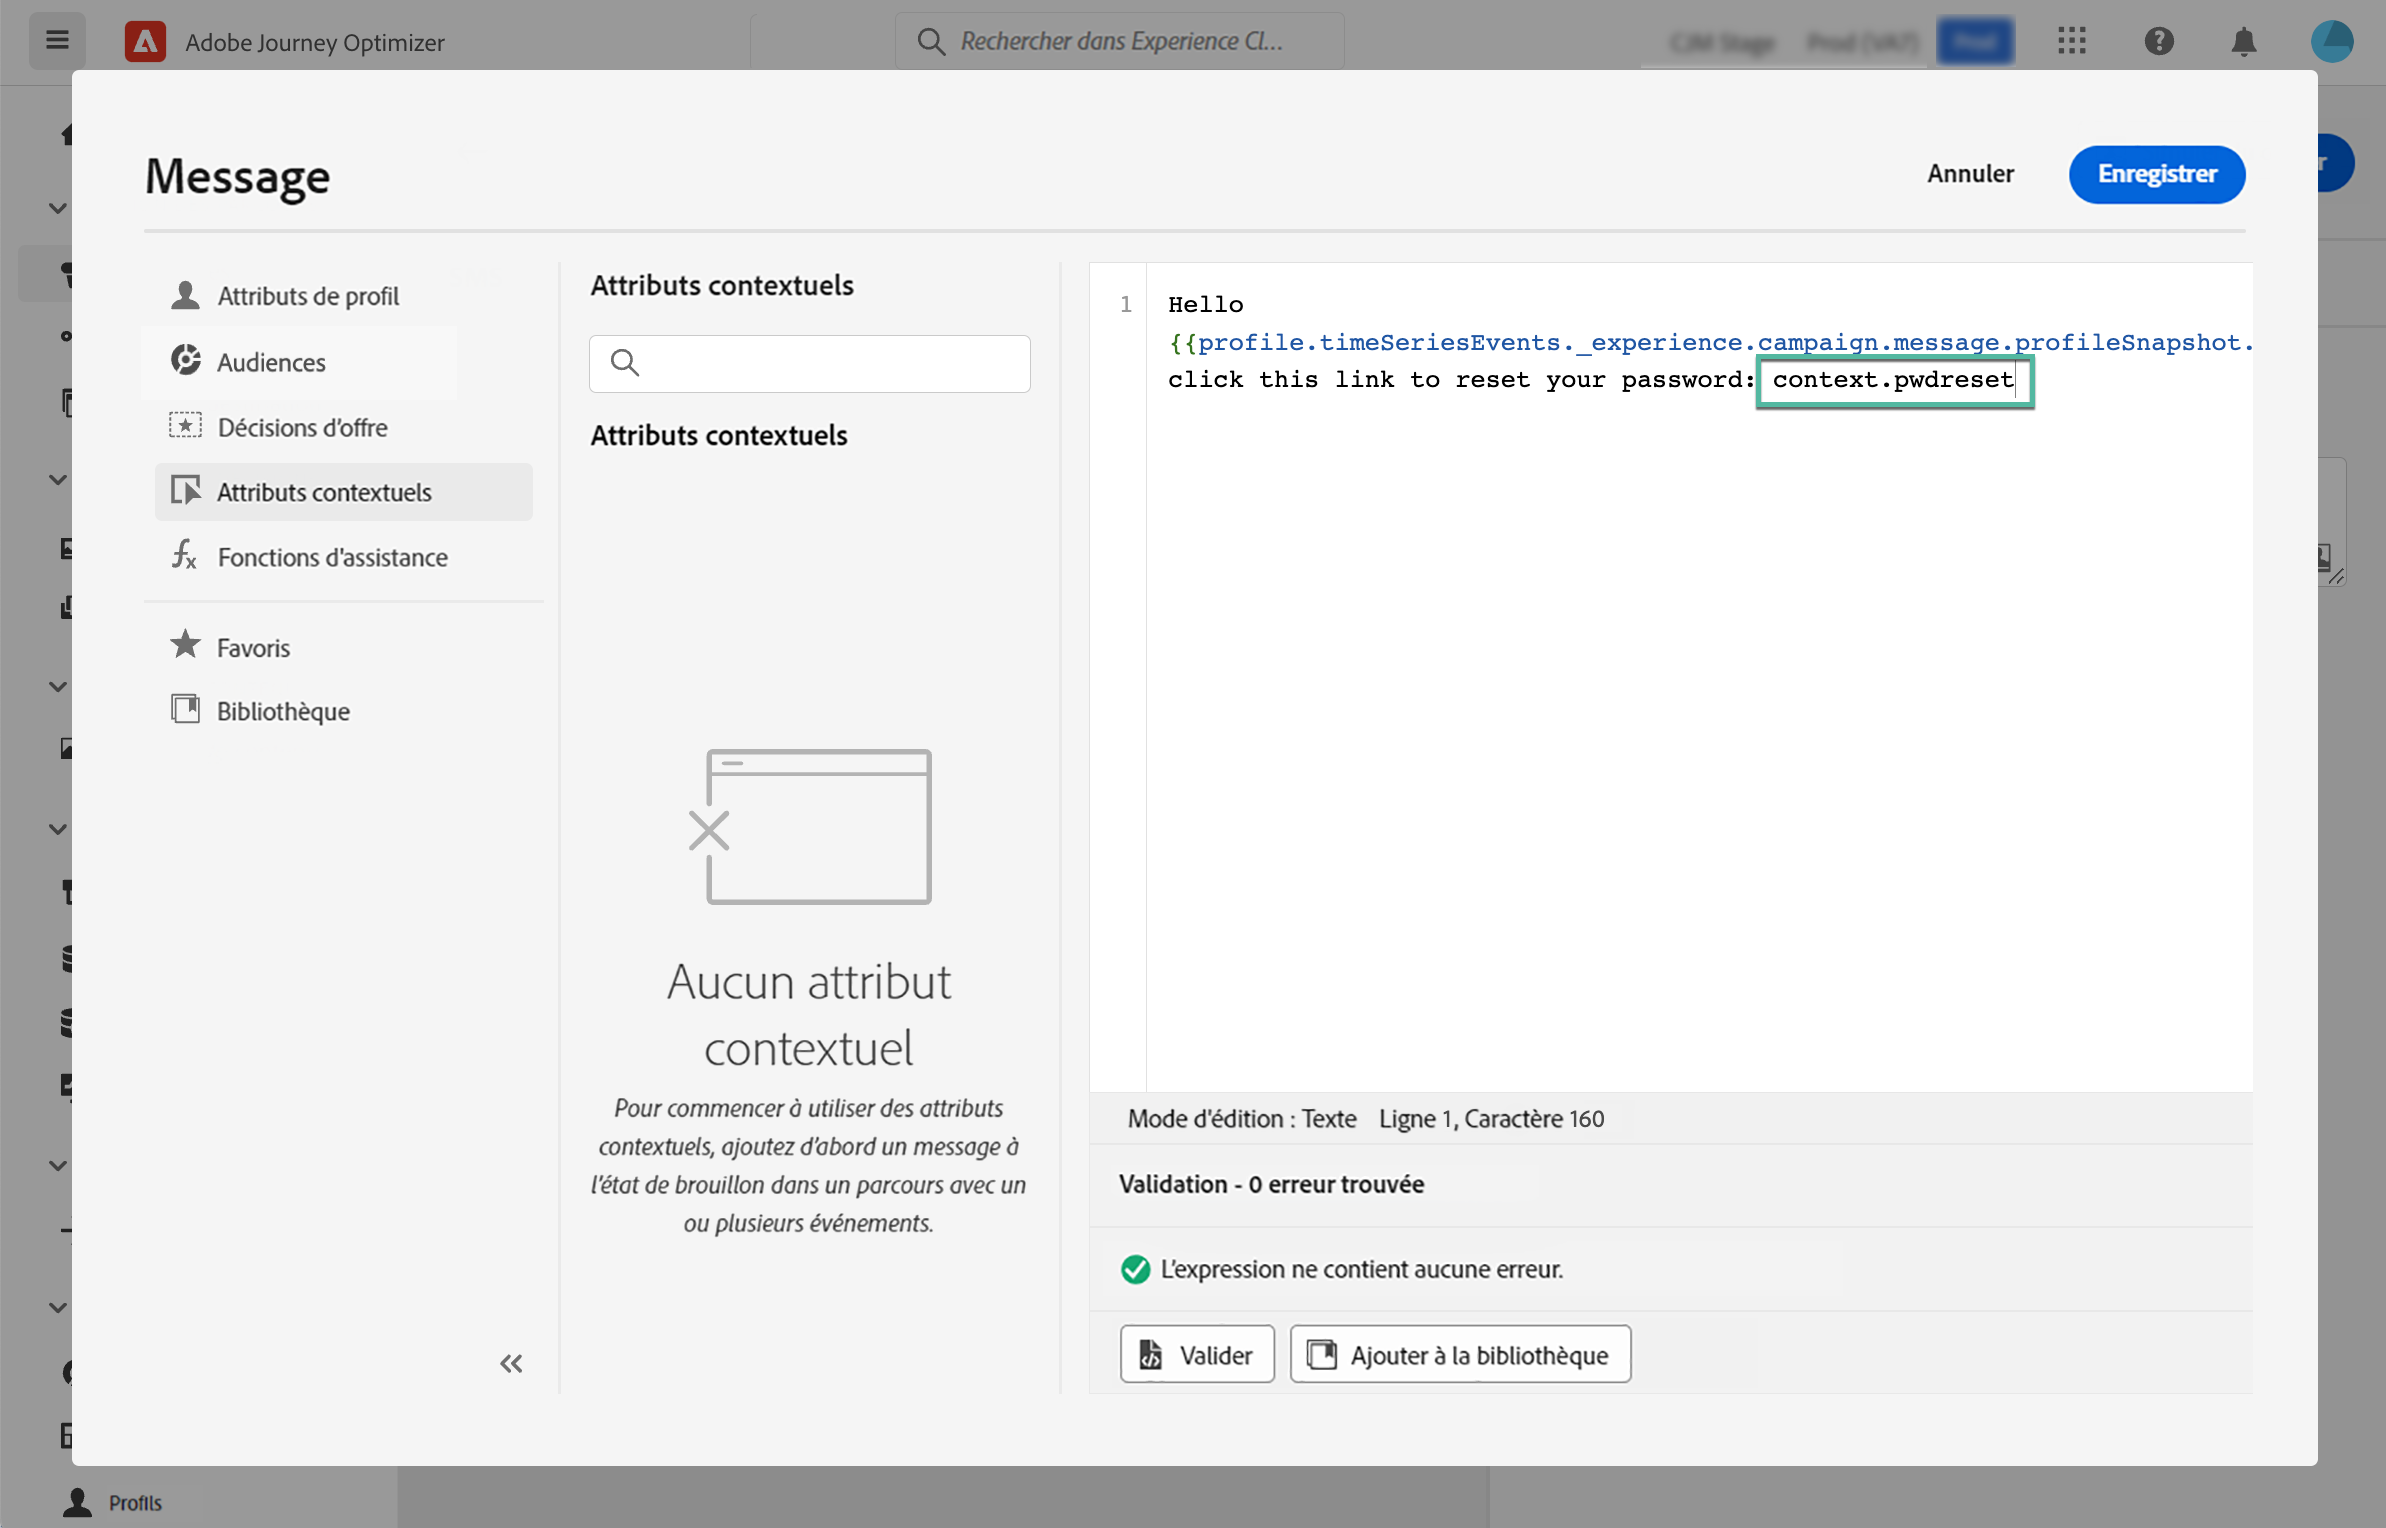 Adobe Journey Optimizer
Rechercher dans Experience Cl...
Message
Annuler
Enregistrer
Attributs de profil
Audiences
Décisions d’offre
Attributs contextuels
Fonctions d'assistance
Favoris
Bibliothèque
Attributs contextuels
Attributs contextuels
Aucun attribut
contextuel
Pour commencer à utiliser des attributs
contextuels, ajoutez d’abord un message à
l’état de brouillon dans un parcours avec un
ou plusieurs événements.
1 Hello
{{profile.timeSeriesEvents._experience.campaign.message.profileSnapshot.
click this link to reset your password: context.pwdreset
Mode d'édition : Texte Ligne 1, Caractère 160
Validation - 0 erreur trouvée
L’expression ne contient aucune erreur.
Valider
Ajouter à la bibliothèque
Profils